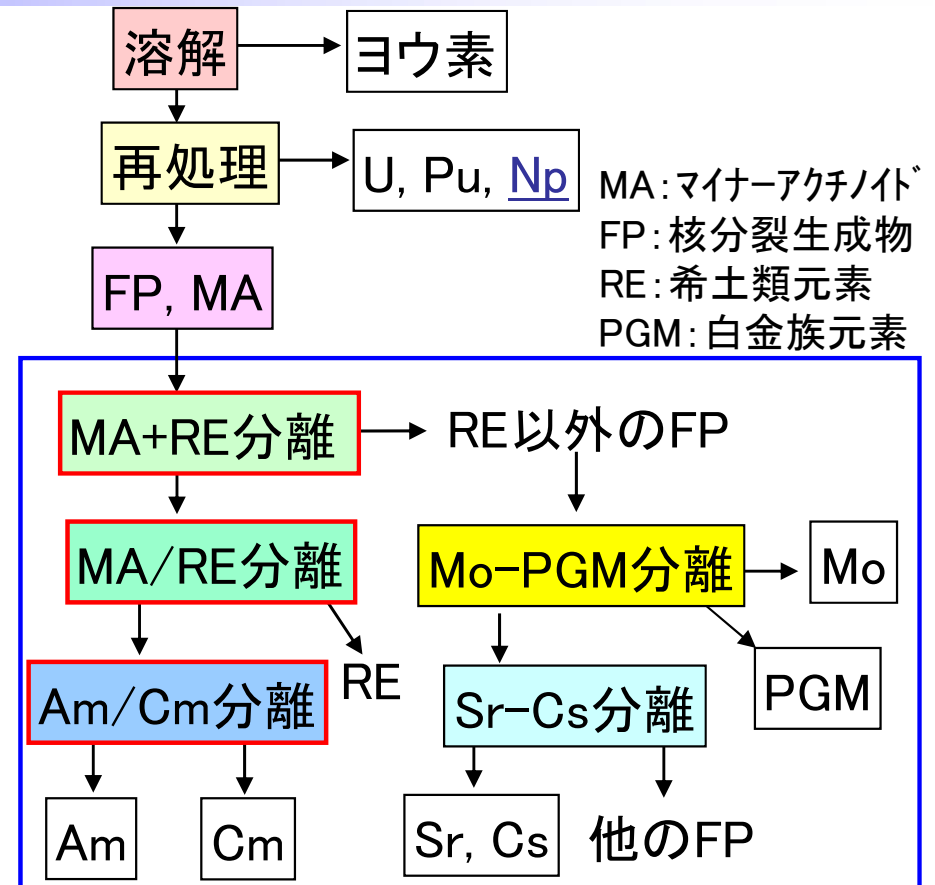 溶解
ヨウ素
再処理
U, Pu, Np
MA:マイナーアクチノイド
FP:核分裂生成物
RE:希土類元素
PGM:白金族元素
FP, MA
MA+RE分離
RE以外のFP
MA/RE分離
Mo-PGM分離
Mo
RE
PGM
Am/Cm分離
Sr-Cs分離
Am
Cm
Sr, Cs
他のFP